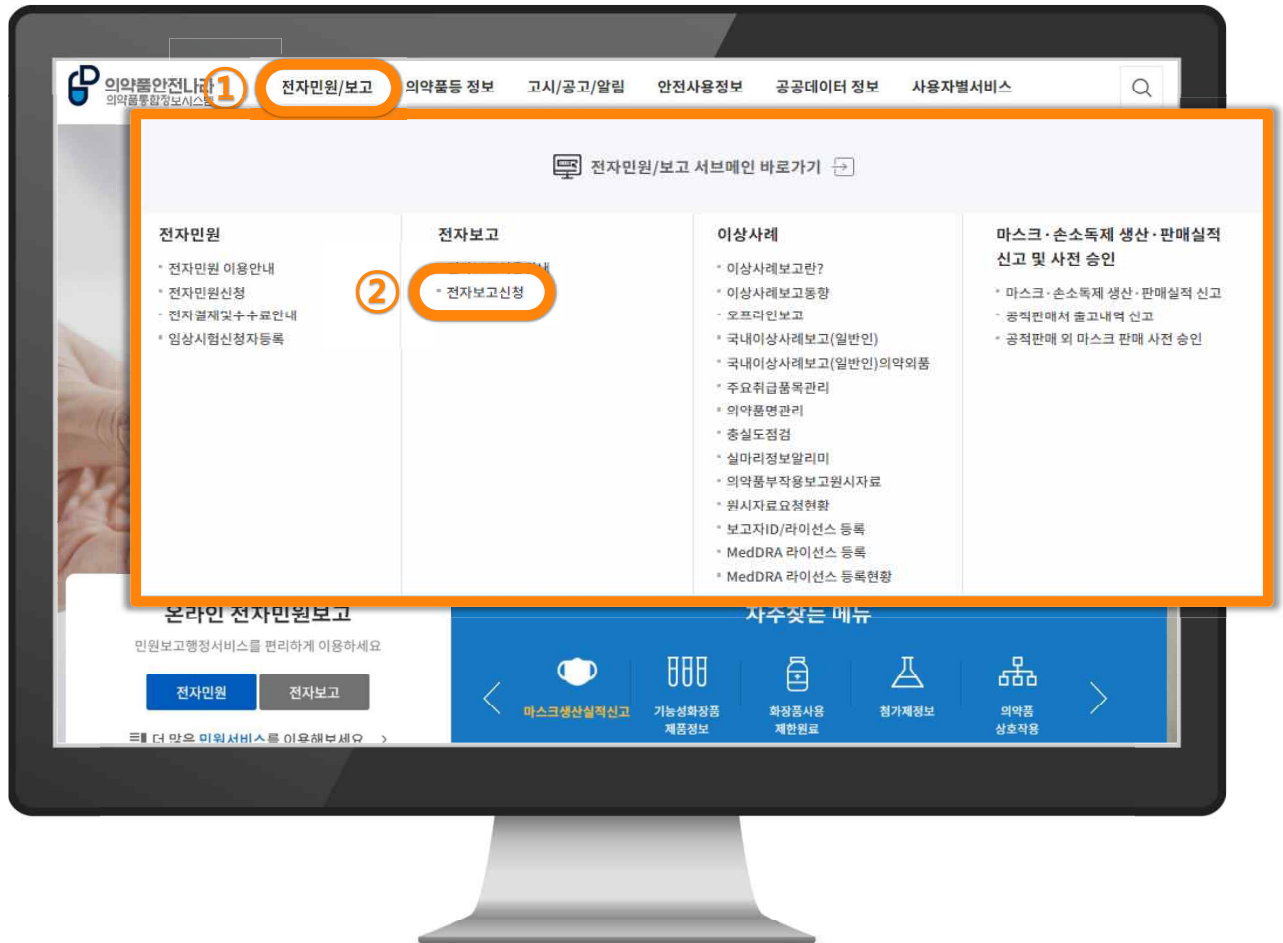 의약품안전나라
의약품통합정보시스템
①
전자민원/보고
의약품등 정보
고시/공고/알림
안전사용정보
공공데이터 정보
사용자별서비스
전자민원/보고 서브메인 바로가기
전자민원
전자민원 이용안내
전자민원신청
전자결제및수수료안내
임상시험신청자등록
전자보고
②
전자보고신청
이상사례
이상사례보고란?
이상사례보고동향
오프라인보고
국내이상사례보고(일반인)
국내이상사례보고(일반인)의약외품
주요취급품목관리
의약품명관리
충실도점검
실마리정보알리미
의약품부작용보고원시자료
원시자료요청현황
보고자ID/라이선스 등록
MedDRA 라이선스 등록
MedDRA 라이선스 등록현황
마스크·손소독제 생산·판매실적
신고 및 사전 승인
마스크·손소독제 생산·판매실적 신고
공적판매처 출고내역 신고
공적판매 외 마스크 판매 사전 승인
온라인 전자민원보고
민원보고행정서비스를 편리하게 이용하세요
전자민원
전자보고
더 많은 민원서비스를 이용해보세요 >
자주찾는 메뉴
마스크생산실적신고
기능성화장품
제품정보
화장품사용
제한원료
첨가제정보
의약품
상호작용